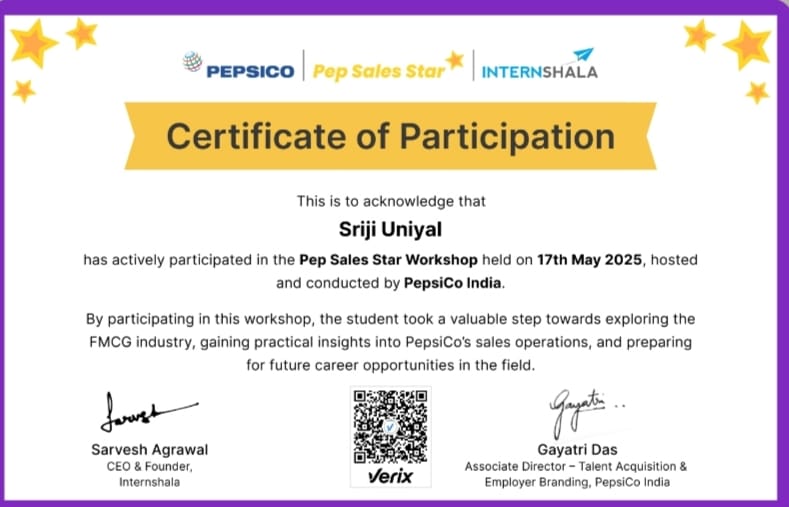 PEPSICO | Pep Sales Star | INTERNSHALA
Certificate of Participation
This is to acknowledge that
Sriji Uniyal
has actively participated in the Pep Sales Star Workshop held on 17th May 2025, hosted
and conducted by PepsiCo India.
By participating in this workshop, the student took a valuable step towards exploring the
FMCG industry, gaining practical insights into PepsiCo's sales operations, and preparing
for future career opportunities in the field.
Sarvesh
Sarvesh Agrawal
CEO & Founder,
Internshala
Verix
Gayatri ..
Gayatri Das
Associate Director – Talent Acquisition &
Employer Branding, PepsiCo India